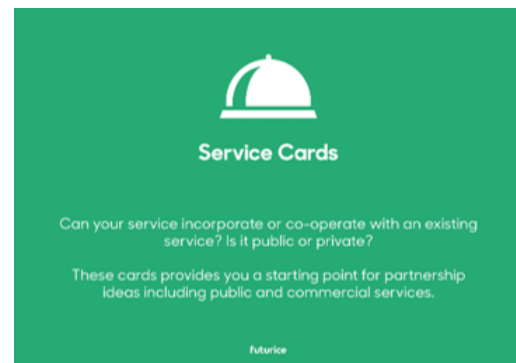 Service Cards
Can your service incorporate or co-operate with an existing
service? Is it public or private?
These cards provides you a starting point for partnership
ideas including public and commercial services.
futurice